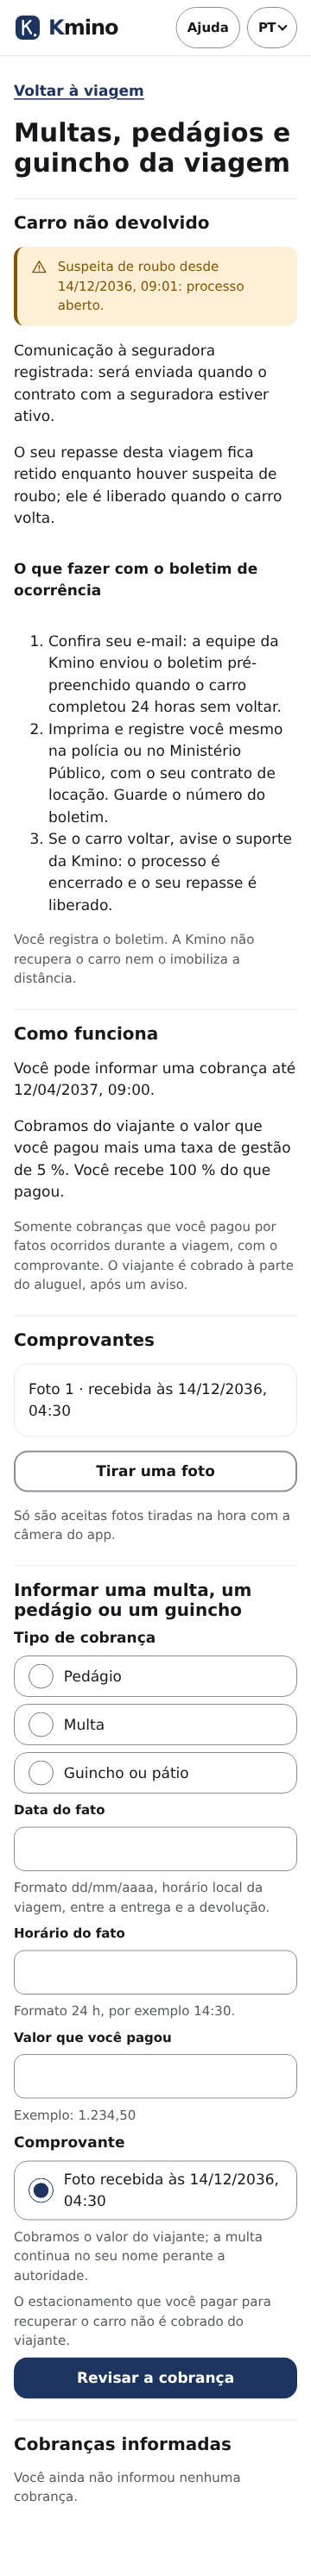 Kmino
Ajuda
PT
Voltar à viagem
Multas, pedágios e
guincho da viagem
Carro não devolvido
Suspeita de roubo desde
14/12/2036, 09:01: processo
aberto.
Comunicação à seguradora
registrada: será enviada quando o
contrato com a seguradora estiver
ativo.
O seu repasse desta viagem fica
retido enquanto houver suspeita de
roubo; ele é liberado quando o carro
volta.
O que fazer com o boletim de
ocorrência
1. Confira seu e-mail: a equipe da
Kmino enviou o boletim pré-
preenchido quando o carro
completou 24 horas sem voltar.
2. Imprima e registre você mesmo
na polícia ou no Ministério
Público, com o seu contrato de
locação. Guarde o número do
boletim.
3. Se o carro voltar, avise o suporte
da Kmino: o processo é
encerrado e o seu repasse é
liberado.
Você registra o boletim. A Kmino não
recupera o carro nem o imobiliza a
distância.
Como funciona
Você pode informar uma cobrança até
12/04/2037, 09:00.
Cobramos do viajante o valor que
você pagou mais uma taxa de gestão
de 5 %. Você recebe 100 % do que
pagou.
Somente cobranças que você pagou por
fatos ocorridos durante a viagem, com o
comprovante. O viajante é cobrado à parte
do aluguel, após um aviso.
Comprovantes
Foto 1 · recebida às 14/12/2036,
04:30
Tirar uma foto
Só são aceitas fotos tiradas na hora com a
câmera do app.
Informar uma multa, um
pedágio ou um guincho
Tipo de cobrança
Pedágio
Multa
Guincho ou pátio
Data do fato
Formato dd/mm/aaaa, horário local da
viagem, entre a entrega e a devolução.
Horário do fato
Formato 24 h, por exemplo 14:30.
Valor que você pagou
Exemplo: 1.234,50
Comprovante
Foto recebida às 14/12/2036,
04:30
Cobramos o valor do viajante; a multa
continua no seu nome perante a
autoridade.
O estacionamento que você pagar para
recuperar o carro não é cobrado do
viajante.
Revisar a cobrança
Cobranças informadas
Você ainda não informou nenhuma
cobrança.